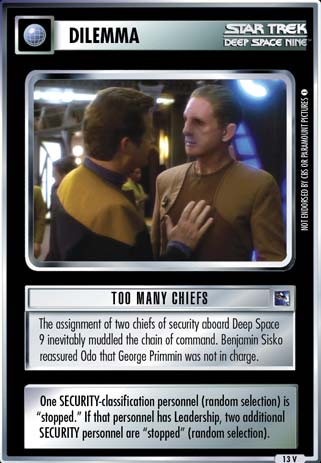 DILEMMA
STAR TREK
DEEP SPACE NINE™
NOT ENDORSED BY CBS OR PARAMOUNT PICTURES
TOO MANY CHIEFS
The assignment of two chiefs of security aboard Deep Space
9 inevitably muddled the chain of command. Benjamin Sisko
reassured Odo that George Primmin was not in charge.
One SECURITY-classification personnel (random selection) is
“stopped.” If that personnel has Leadership, two additional
SECURITY personnel are “stopped” (random selection).
13 V